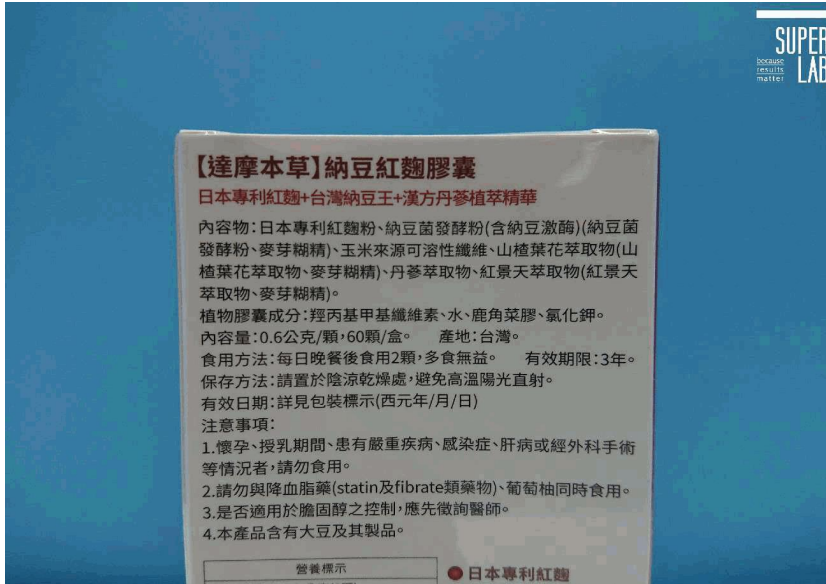 SUPER
LAB
because
results
matter
【達摩本草】納豆紅麴膠囊
日本專利紅麴+台灣納豆王+漢方丹蔘植萃精華
內容物:日本專利紅麴粉、納豆菌發酵粉(含納豆激酶)(納豆菌
發酵粉、麥芽糊精)、玉米來源可溶性纖維、山楂葉花萃取物(山
楂葉花萃取物、麥芽糊精)、丹蔘萃取物、紅景天萃取物(紅景天
萃取物、麥芽糊精)。
植物膠囊成分:羥丙基甲基纖維素、水、鹿角菜膠、氯化鉀。
內容量:0.6公克/顆,60顆/盒。 產地:台灣。
食用方法:每日晚餐後食用2顆,多食無益。 有效期限:3年。
保存方法:請置於陰涼乾燥處,避免高溫陽光直射。
有效日期:詳見包裝標示(西元年/月/日)
注意事項:
1.懷孕、授乳期間、患有嚴重疾病、感染症、肝病或經外科手術
等情況者,請勿食用。
2.請勿與降血脂藥(statin及fibrate類藥物)、葡萄柚同時食用。
3.是否適用於膽固醇之控制,應先徵詢醫師。
4.本產品含有大豆及其製品。
營養標示
日本專利紅麴